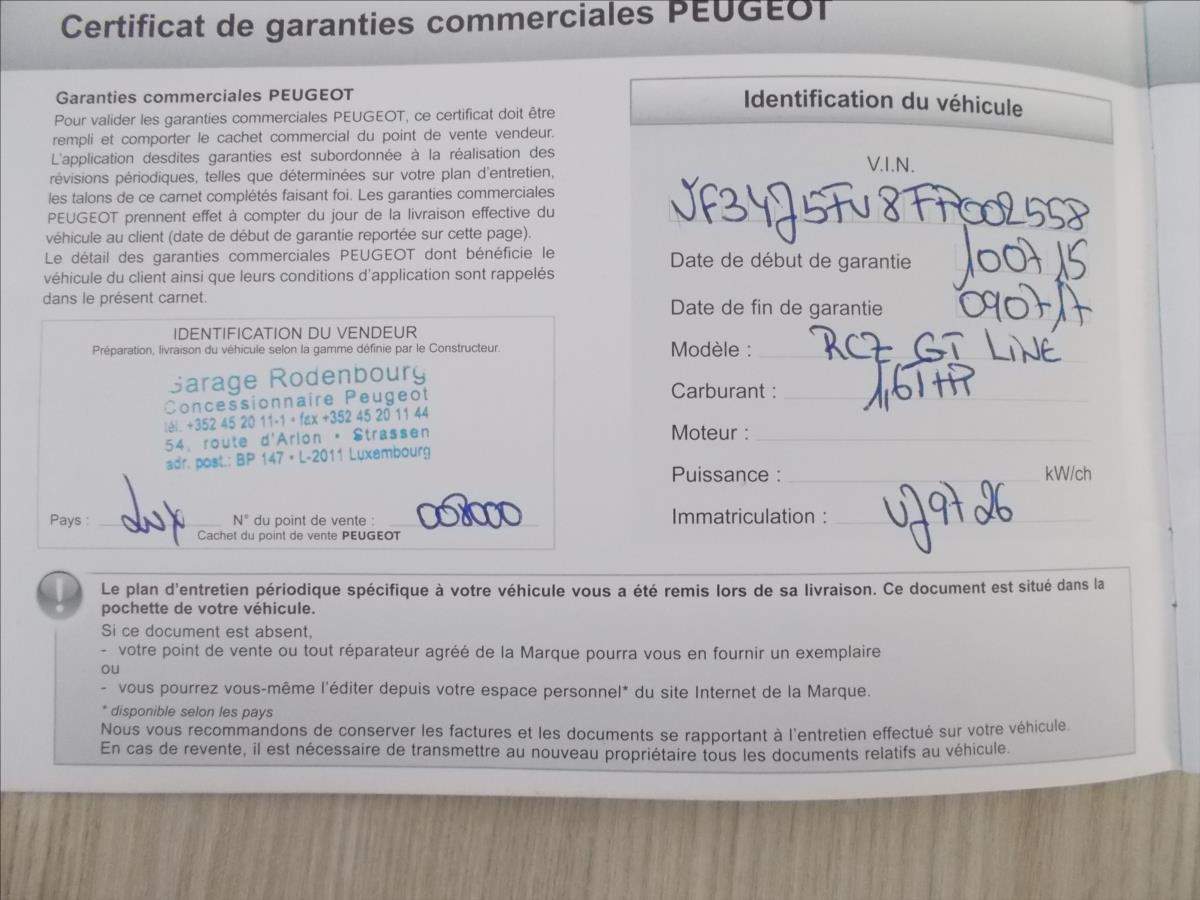 Certificat de garanties commerciales PEUGEOT
Garanties commerciales PEUGEOT
Pour valider les garanties commerciales PEUGEOT, ce certificat doit être
rempli et comporter le cachet commercial du point de vente vendeur.
L'application desdites garanties est subordonnée à la réalisation des
révisions périodiques, telles que déterminées sur votre plan d'entretien,
les talons de ce carnet complétés faisant foi. Les garanties commerciales
PEUGEOT prennent effet à compter du jour de la livraison effective du
véhicule au client (date de début de garantie reportée sur cette page).
Le détail des garanties commerciales PEUGEOT dont bénéficie le
véhicule du client ainsi que leurs conditions d'application sont rappelés
dans le présent carnet.
IDENTIFICATION DU VENDEUR
Préparation, livraison du véhicule selon la gamme définie par le Constructeur.
Garage Rodenbourg
Concessionnaire Peugeot
tél. +352 45 20 11-1 • fax +352 45 20 11 44
54, route d'Arlon • Strassen
adr. post.: BP 147 • L-2011 Luxembourg
Pays : Lux N° du point de vente : 008000
Cachet du point de vente PEUGEOT
Identification du véhicule
V.I.N.
VF34J5FV8FP002558
Date de début de garantie 100715
Date de fin de garantie 090717
Modèle : RCZ GT LINE
Carburant : 1,6THP
Moteur :
Puissance : kW/ch
Immatriculation : VJ9726
Le plan d'entretien périodique spécifique à votre véhicule vous a été remis lors de sa livraison. Ce document est situé dans la
pochette de votre véhicule.
Si ce document est absent,
- votre point de vente ou tout réparateur agréé de la Marque pourra vous en fournir un exemplaire
ou
- vous pourrez vous-même l'éditer depuis votre espace personnel* du site Internet de la Marque.
* disponible selon les pays
Nous vous recommandons de conserver les factures et les documents se rapportant à l'entretien effectué sur votre véhicule.
En cas de revente, il est nécessaire de transmettre au nouveau propriétaire tous les documents relatifs au véhicule.